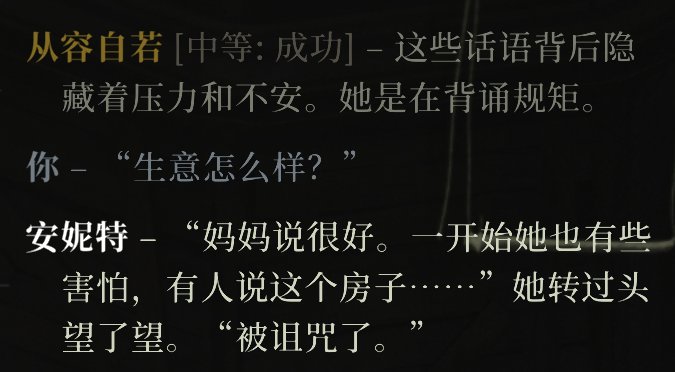 从容自若 [中等: 成功] – 这些话语背后隐
藏着压力和不安。她是在背诵规矩。
你 – “生意怎么样？”
安妮特 – “妈妈说很好。一开始她也有些
害怕，有人说这个房子……”她转过头
望了望。“被诅咒了。”